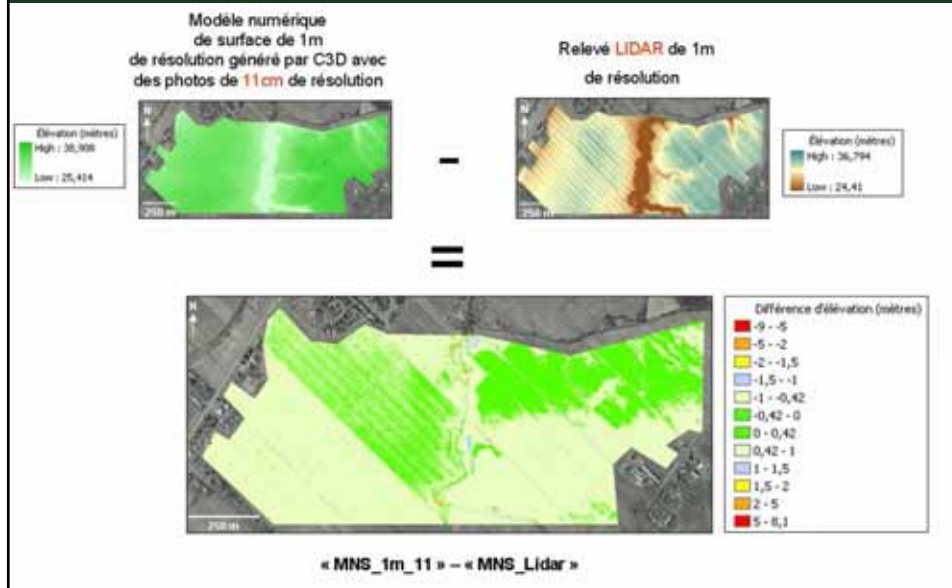 Modèle numérique
de surface de 1m
de résolution généré par C3D avec
des photos de 11cm de résolution
Relevé LIDAR de 1m
de résolution
Élévation (mètres)
High : 38,908
Low : 25,414
N
250 m
-
N
250 m
Élévation (mètres)
High : 36,794
Low : 24,41
=
N
250 m
Différence d'élévation (mètres)
-9 - -5
-5 - -2
-2 - -1,5
-1,5 - -1
-1 - -0,42
-0,42 - 0
0 - 0,42
0,42 - 1
1 - 1,5
1,5 - 2
2 - 5
5 - 8,1
« MNS_1m_11 » – « MNS_Lidar »